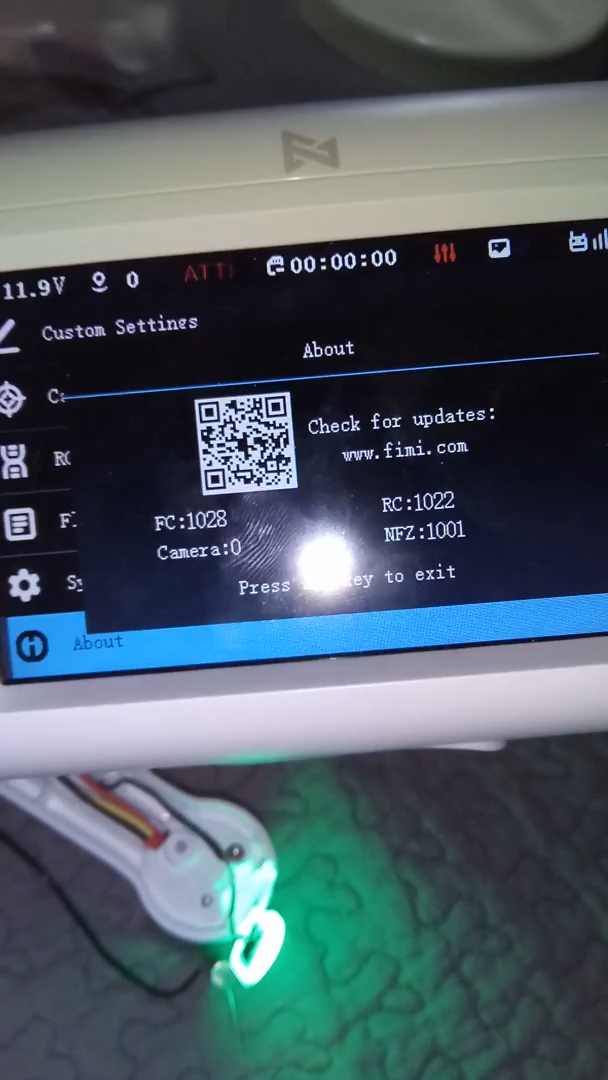 11.9V 0 ATTI 00:00:00
Custom Settings
About
Check for updates:
www.fimi.com
FC:1028 RC:1022
Camera:0 NFZ:1001
Press key to exit
About